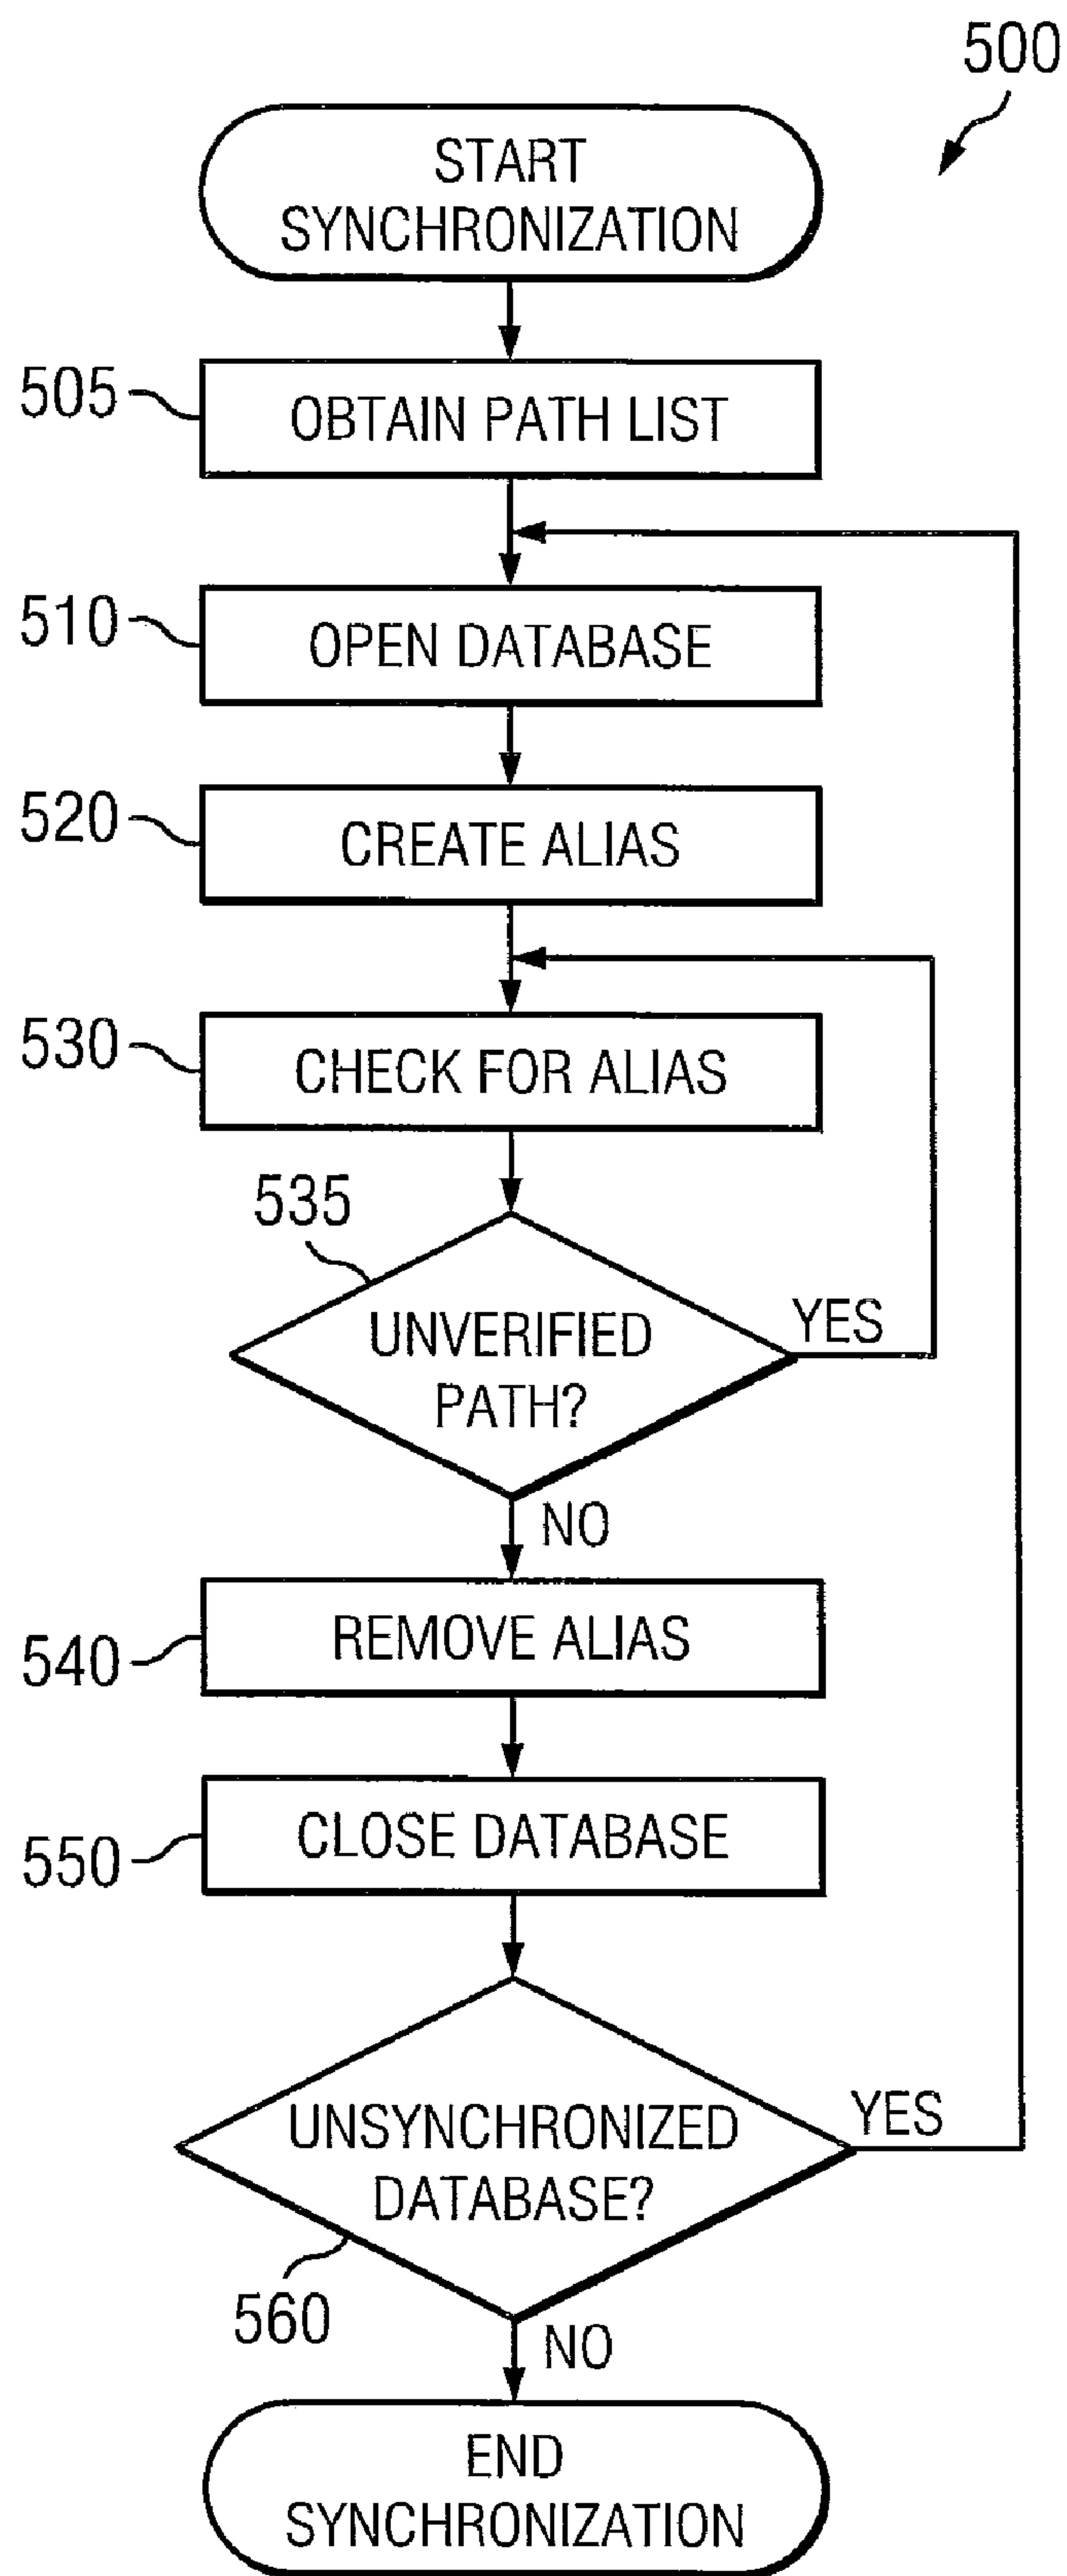 500
START
SYNCHRONIZATION
505
OBTAIN PATH LIST
510
OPEN DATABASE
520
CREATE ALIAS
530
CHECK FOR ALIAS
535
UNVERIFIED
PATH?
YES
NO
540
REMOVE ALIAS
550
CLOSE DATABASE
UNSYNCHRONIZED
DATABASE?
YES
560
NO
END
SYNCHRONIZATION